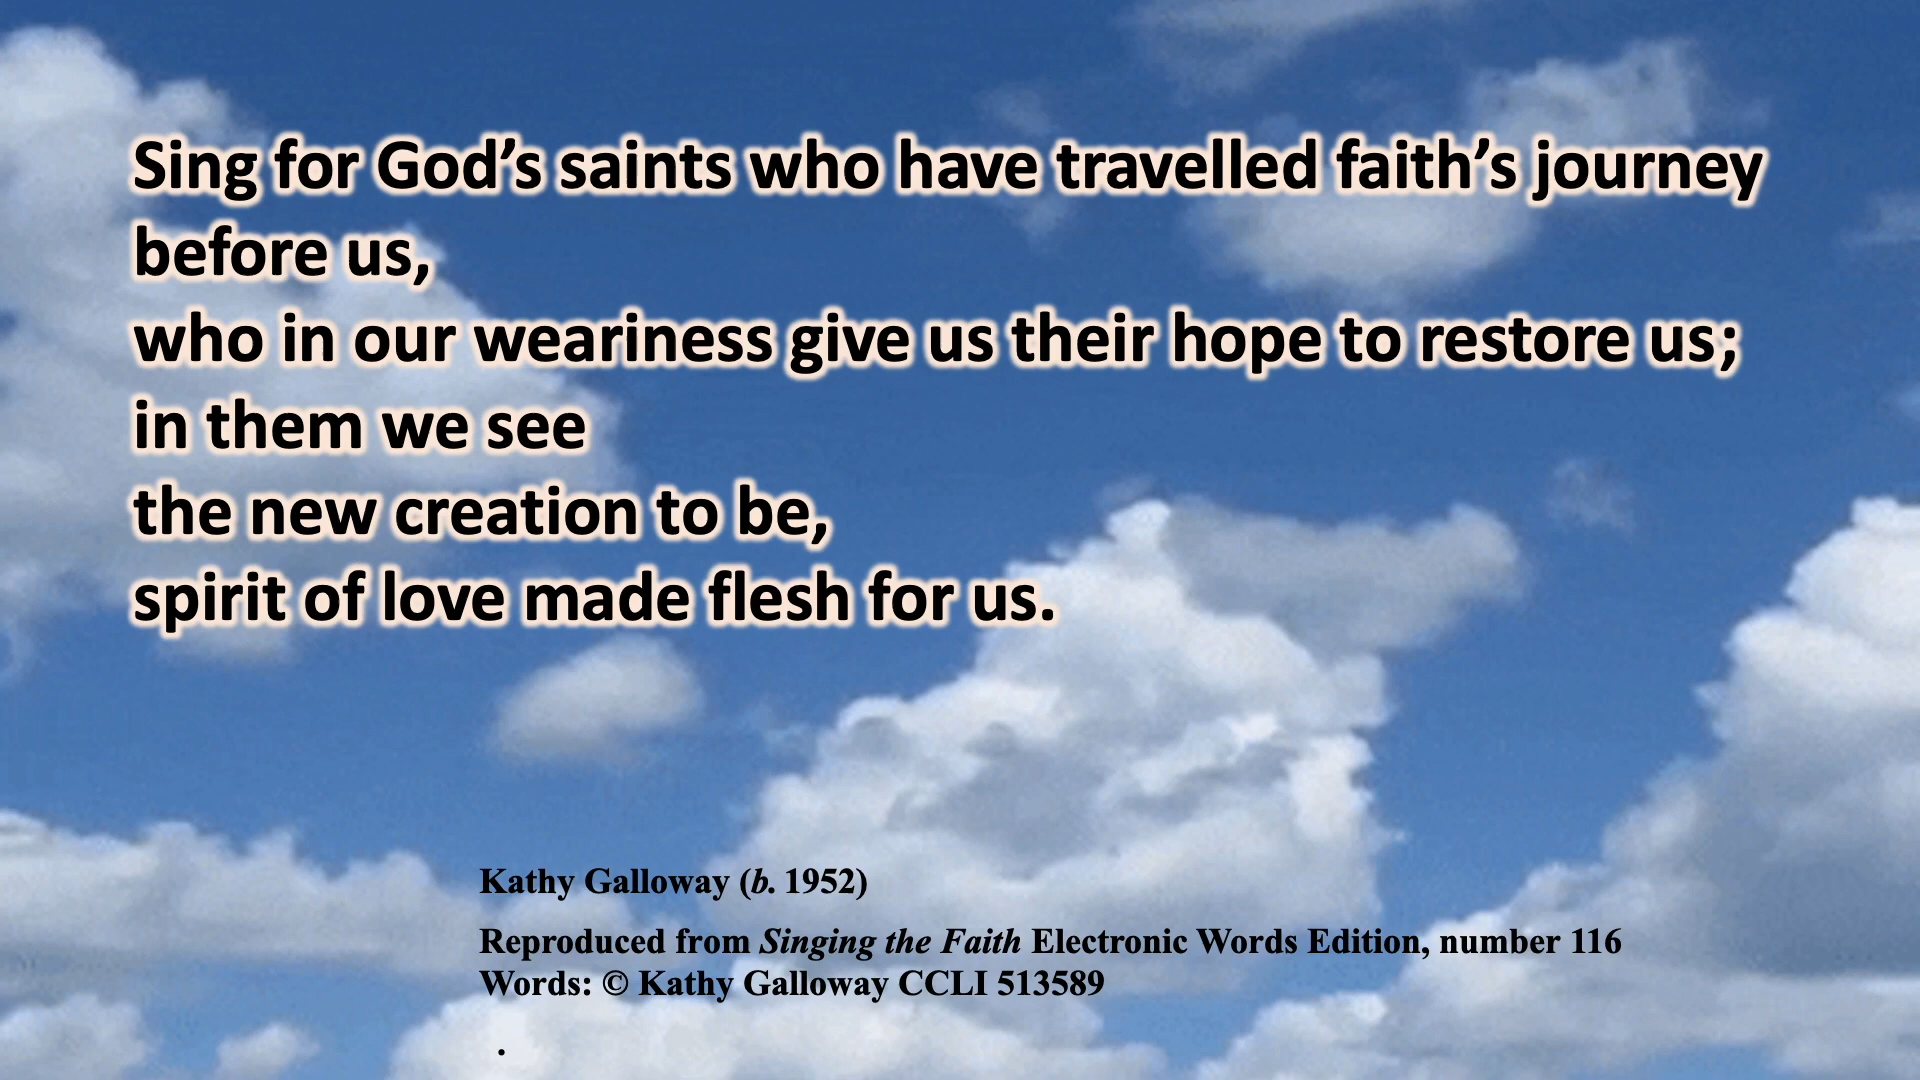 Sing for God’s saints who have travelled faith’s journey
before us,
who in our weariness give us their hope to restore us;
in them we see
the new creation to be,
spirit of love made flesh for us.
Kathy Galloway (b. 1952)
Reproduced from Singing the Faith Electronic Words Edition, number 116
Words: © Kathy Galloway CCLI 513589
.